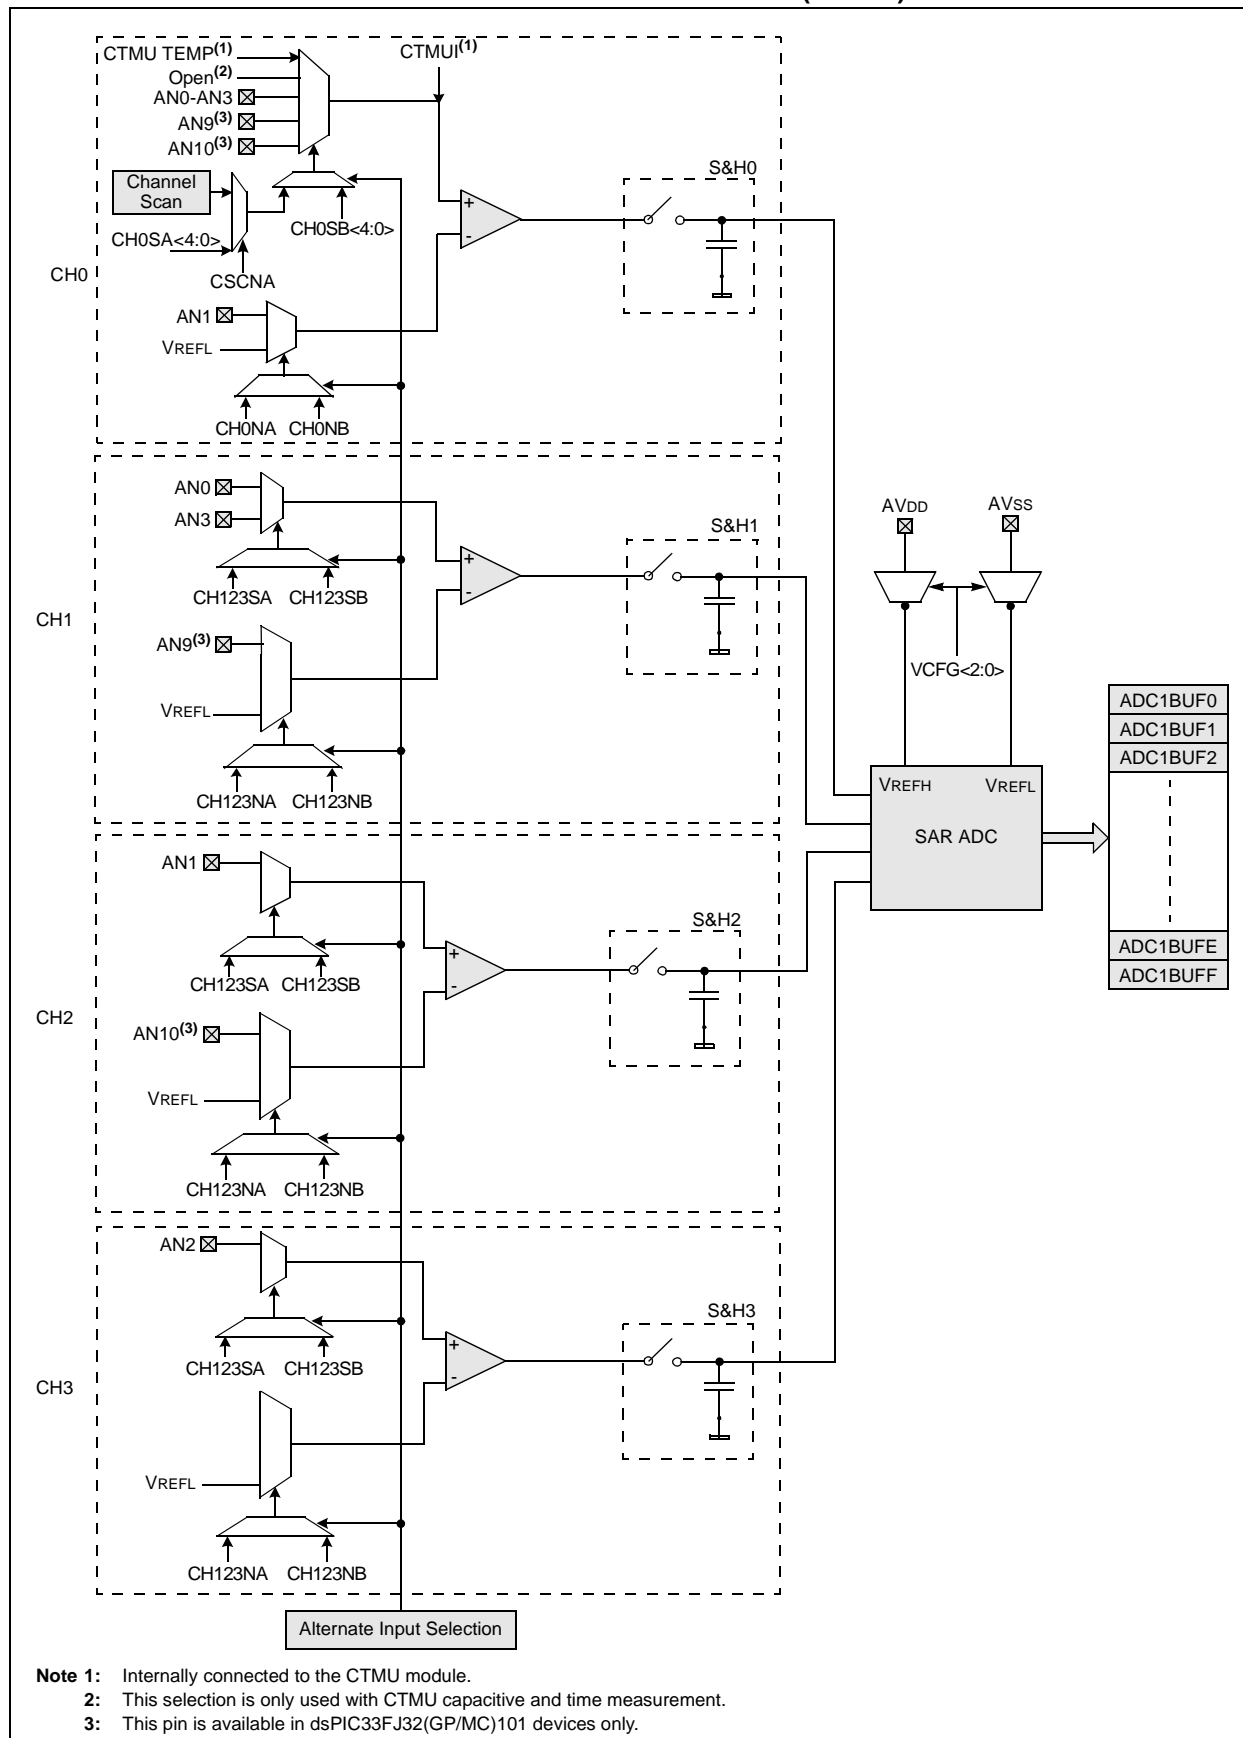 CTMU TEMP(1)
Open(2)
AN0-AN3
AN9(3)
AN10(3)
CTMUI(1)
Channel
Scan
CH0SA<4:0>
CSCNA
CH0SB<4:0>
CH0
AN1
VREFL
CH0NA CH0NB
+
-
S&H0
AN0
AN3
CH123SA CH123SB
CH1
AN9(3)
VREFL
CH123NA CH123NB
+
-
S&H1
AVDD AVSS
VCFG<2:0>
VREFH VREFL
SAR ADC
ADC1BUF0
ADC1BUF1
ADC1BUF2
ADC1BUFE
ADC1BUFF
AN1
CH123SA CH123SB
CH2
AN10(3)
VREFL
CH123NA CH123NB
+
-
S&H2
AN2
CH123SA CH123SB
CH3
VREFL
CH123NA CH123NB
+
-
S&H3
Alternate Input Selection
Note 1: Internally connected to the CTMU module.
2: This selection is only used with CTMU capacitive and time measurement.
3: This pin is available in dsPIC33FJ32(GP/MC)101 devices only.